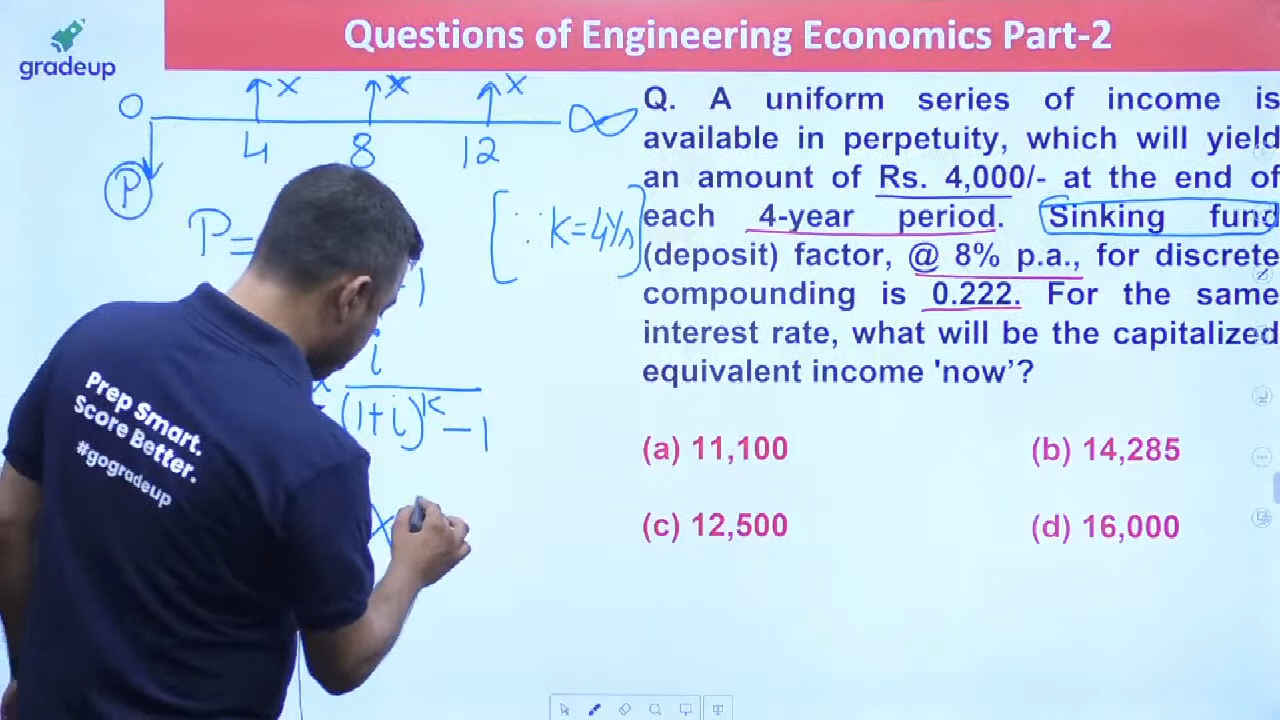 gradeup
Questions of Engineering Economics Part-2
0 x x x ∞
4 8 12
P
P =
[∵ k=4Yr]
-1
i
(1+i)^k -1
x
Q. A uniform series of income is
available in perpetuity, which will yield
an amount of Rs. 4,000/- at the end of
each 4-year period. Sinking fund
(deposit) factor, @ 8% p.a., for discrete
compounding is 0.222. For the same
interest rate, what will be the capitalized
equivalent income 'now’?
(a) 11,100 (b) 14,285
(c) 12,500 (d) 16,000
Prep Smart.
Score Better.
#gogradeup